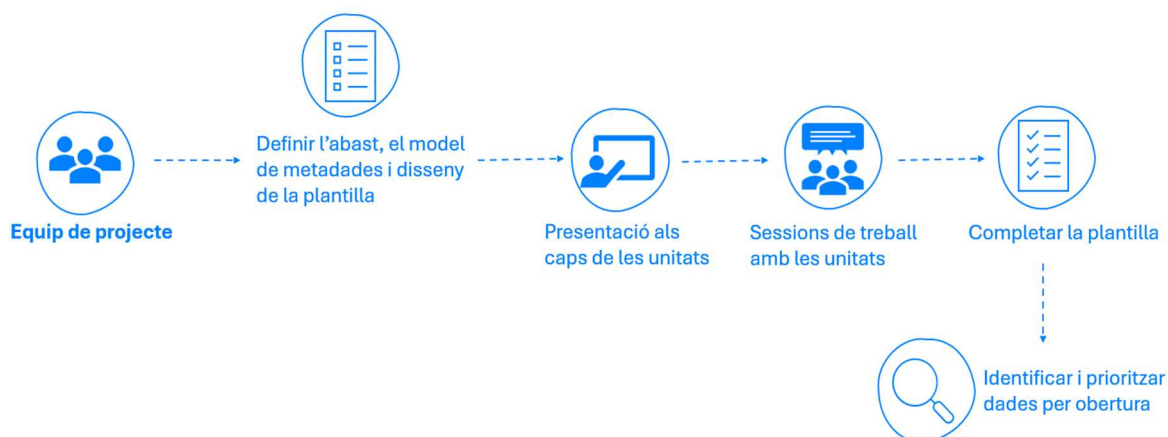 Equip de projecte
Definir l'abast, el model
de metadades i disseny
de la plantilla
Presentació als
caps de les unitats
Sessions de treball
amb les unitats
Completar la plantilla
Identificar i prioritzar
dades per obertura